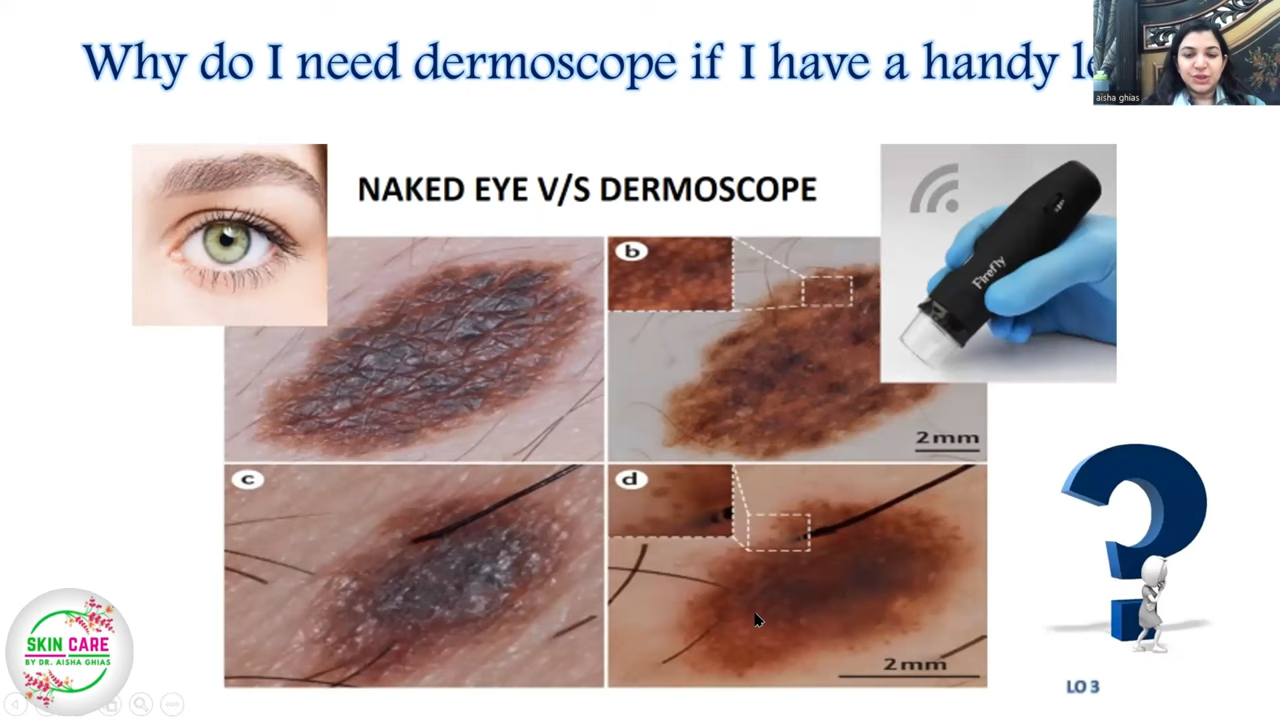 Why do I need dermoscope if I have a handy le
aisha ghias
NAKED EYE V/S DERMOSCOPE
b
Firefly
2mm
c
d
2mm
SKIN CARE
BY DR. AISHA GHIAS
LO 3